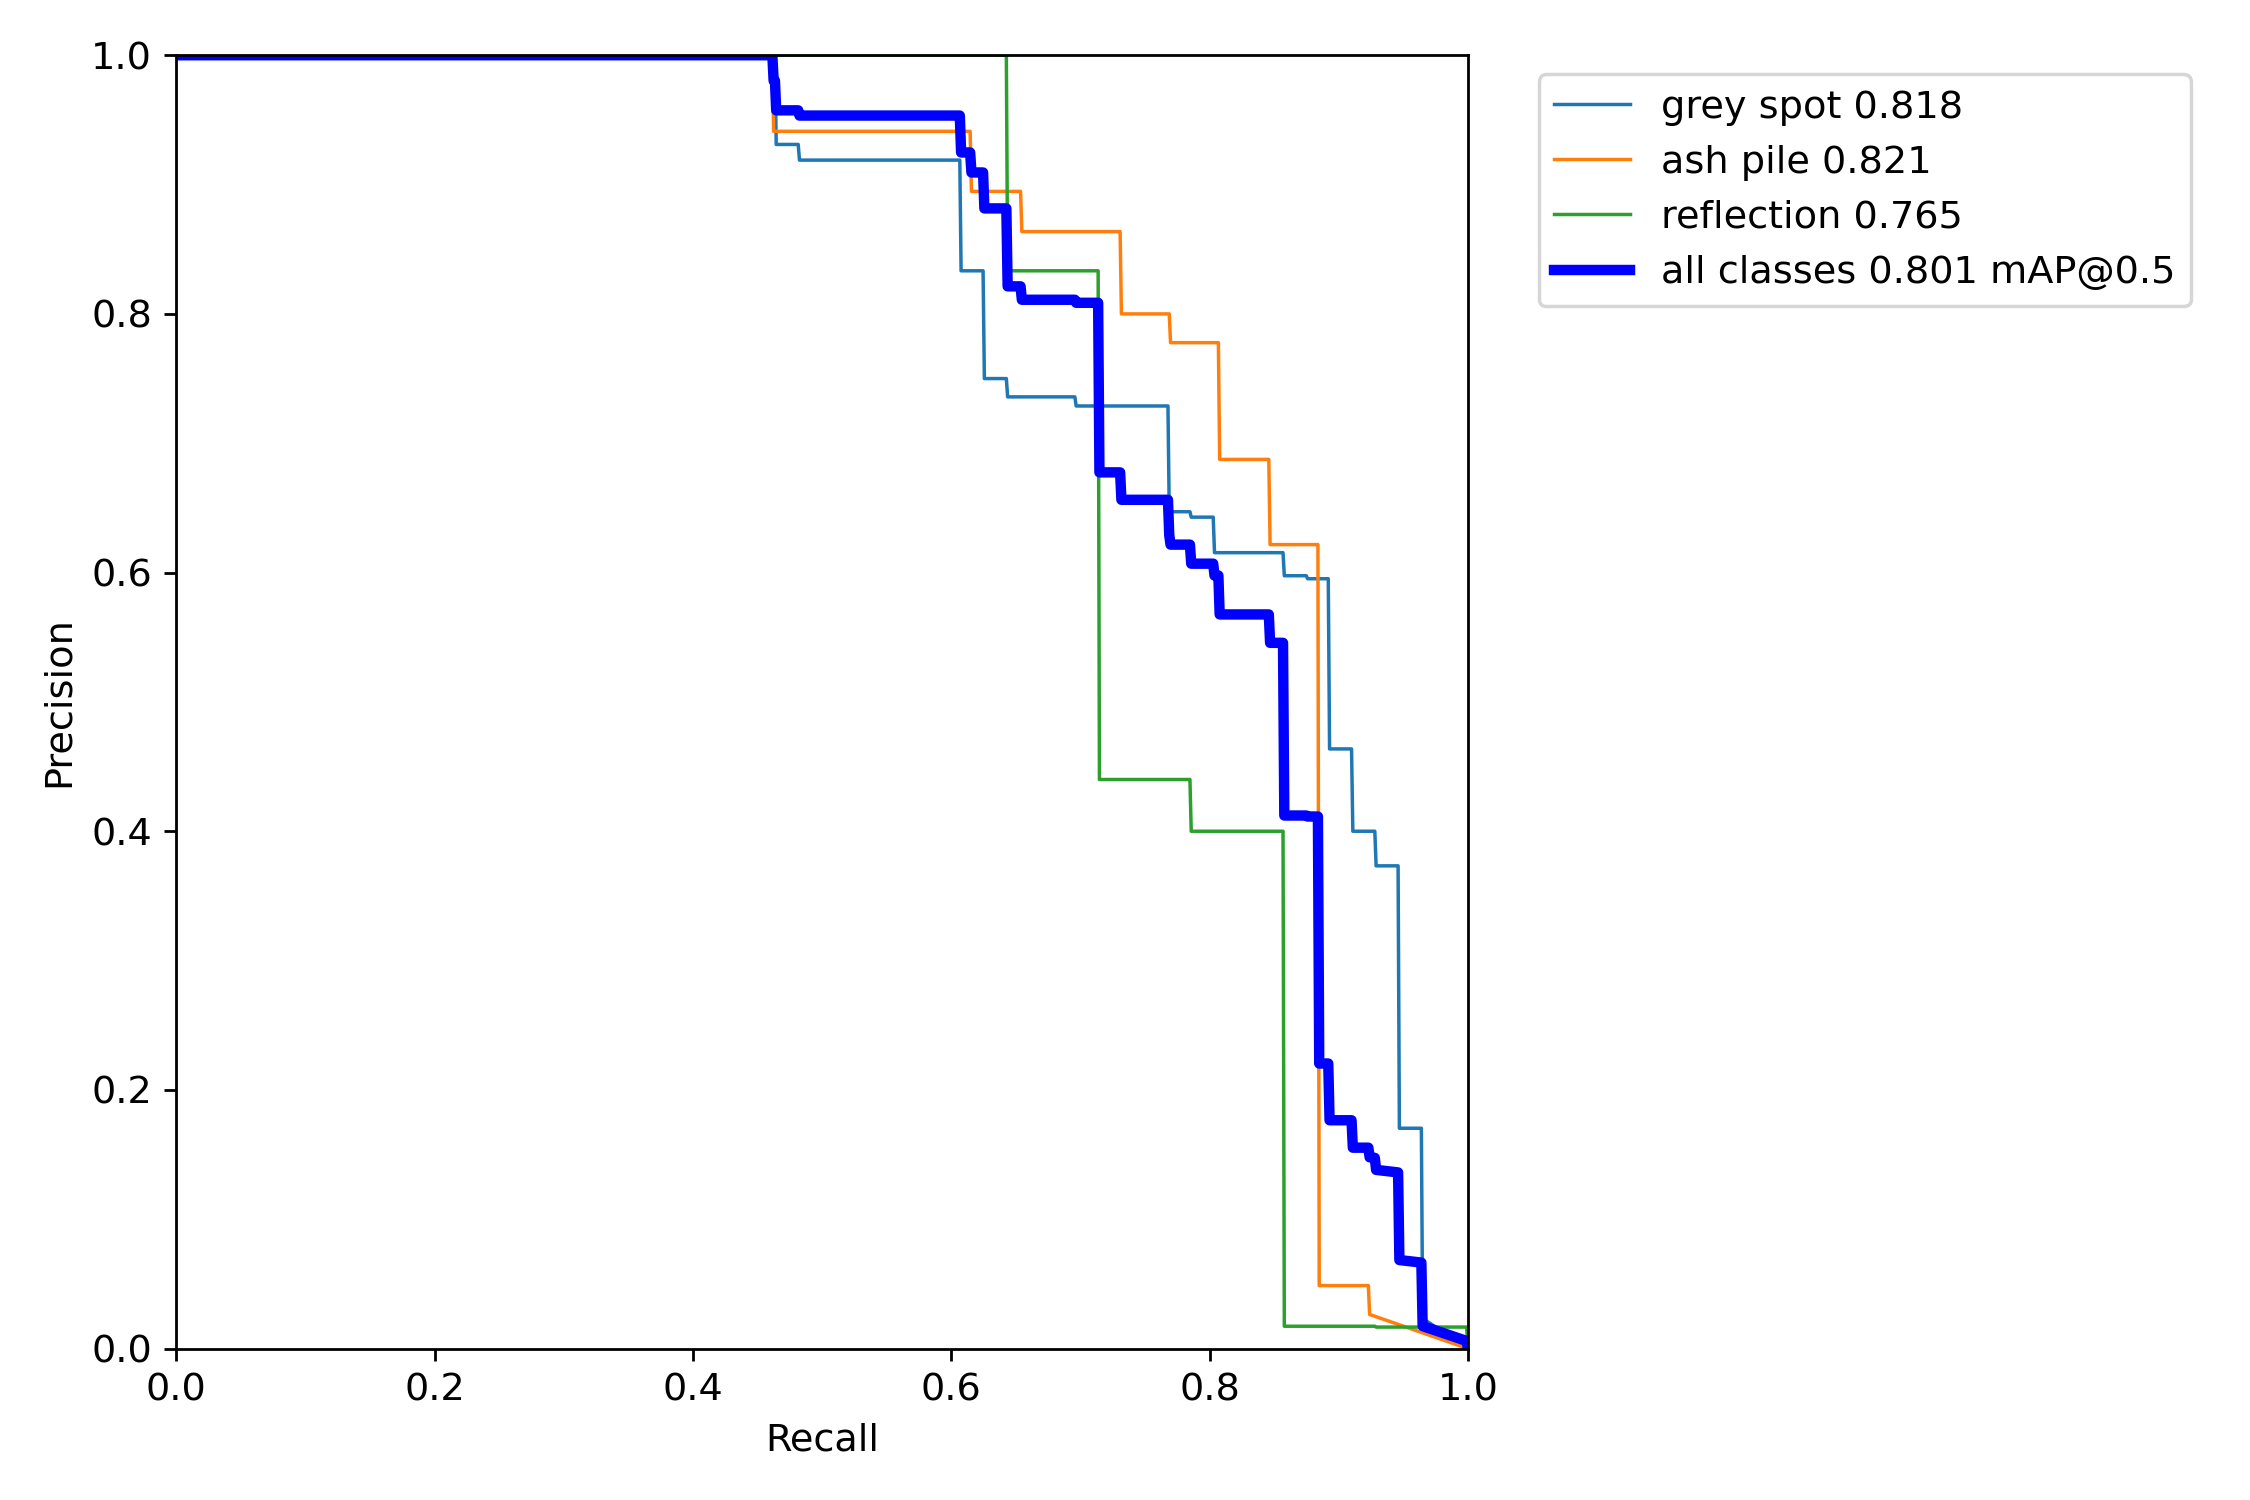 1.0
0.8
0.6
0.4
0.2
0.0
Precision
0.0 0.2 0.4 0.6 0.8 1.0
Recall
grey spot 0.818
ash pile 0.821
reflection 0.765
all classes 0.801 mAP@0.5